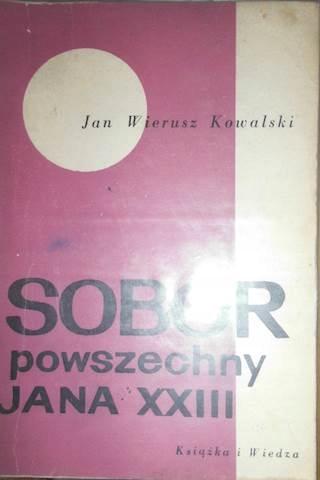 Jan Wierusz Kowalski
SOBÓR
powszechny
JANA XXIII
Książka i Wiedza